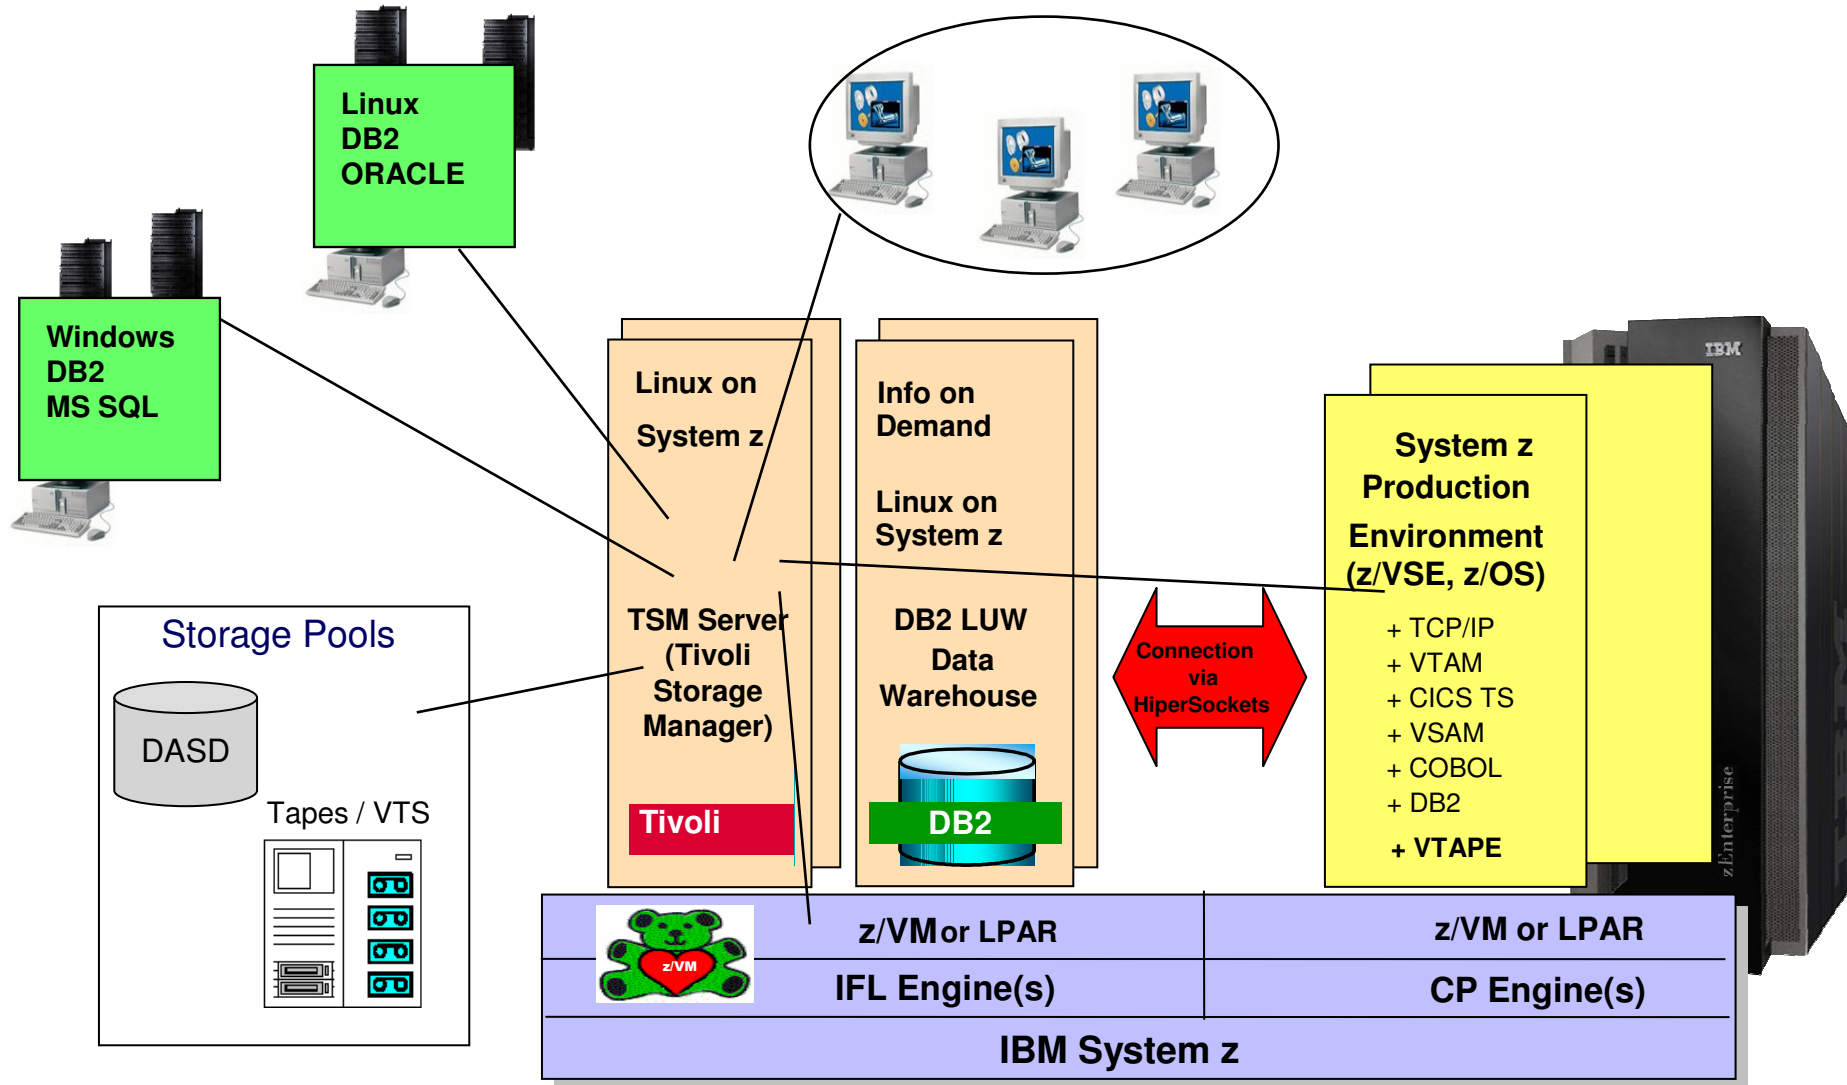 Linux
DB2
ORACLE
Windows
DB2
MS SQL
Storage Pools
DASD
Tapes / VTS
Linux on
System z
TSM Server
(Tivoli
Storage
Manager)
Tivoli
Info on
Demand
Linux on
System z
DB2 LUW
Data
Warehouse
DB2
Connection
via
HiperSockets
IBM
System z
Production
Environment
(z/VSE, z/OS)
+ TCP/IP
+ VTAM
+ CICS TS
+ VSAM
+ COBOL
+ DB2
+ VTAPE
zEnterprise
z/VM
z/VM or LPAR
z/VM or LPAR
IFL Engine(s)
CP Engine(s)
IBM System z